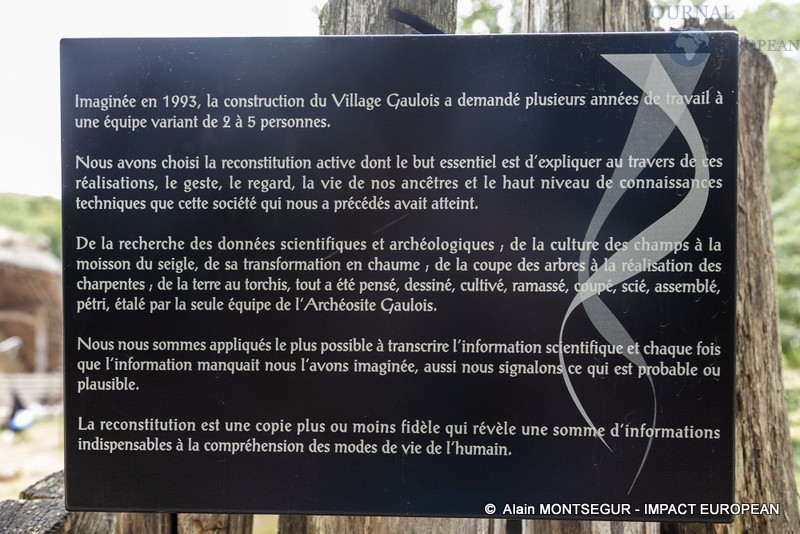 JOURNAL
EUROPEEN
Imaginée en 1993, la construction du Village Gaulois a demandé plusieurs années de travail à
une équipe variant de 2 à 5 personnes.
Nous avons choisi la reconstitution active dont le but essentiel est d'expliquer au travers de ces
réalisations, le geste, le regard, la vie de nos ancêtres et le haut niveau de connaissances
techniques que cette société qui nous a précédés avait atteint.
De la recherche des données scientifiques et archéologiques ; de la culture des champs à la
moisson du seigle, de sa transformation en chaume ; de la coupe des arbres à la réalisation des
charpentes ; de la terre au torchis, tout a été pensé, dessiné, cultivé, ramassé, coupé, scié, assemblé,
pétri, étalé par la seule équipe de l'Archéosite Gaulois.
Nous nous sommes appliqués le plus possible à transcrire l'information scientifique et chaque fois
que l'information manquait nous l'avons imaginée, aussi nous signalons ce qui est probable ou
plausible.
La reconstitution est une copie plus ou moins fidèle qui révèle une somme d'informations
indispensables à la compréhension des modes de vie de l'humain.
© Alain MONTSEGUR - IMPACT EUROPEAN